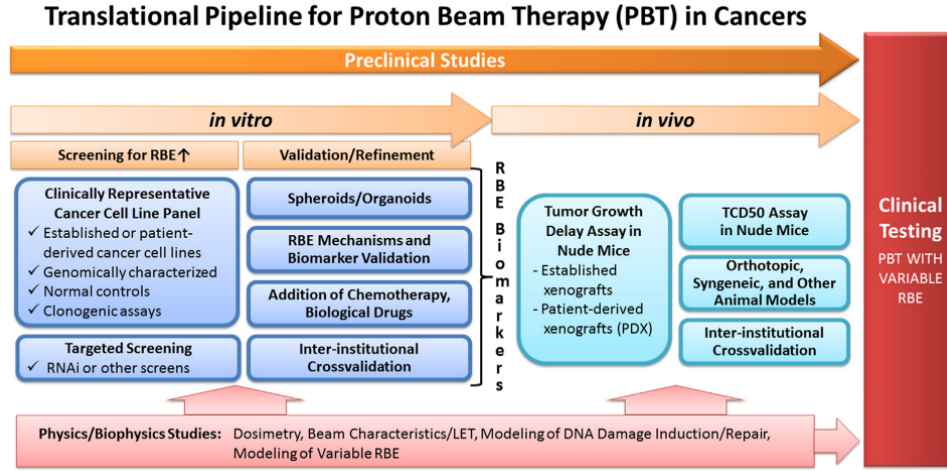 Translational Pipeline for Proton Beam Therapy (PBT) in Cancers
Preclinical Studies
in vitro
in vivo
Screening for RBE↑
Validation/Refinement
Clinically Representative
Cancer Cell Line Panel
✓ Established or patient-
derived cancer cell lines
✓ Genomically characterized
✓ Normal controls
✓ Clonogenic assays
Targeted Screening
✓ RNAi or other screens
Spheroids/Organoids
RBE Mechanisms and
Biomarker Validation
Addition of Chemotherapy,
Biological Drugs
Inter-institutional
Crossvalidation
RBE Biomarkers
Tumor Growth
Delay Assay in
Nude Mice
- Established
xenografts
- Patient-derived
xenografts (PDX)
TCD50 Assay
in Nude Mice
Orthotopic,
Syngeneic, and Other
Animal Models
Inter-institutional
Crossvalidation
Clinical
Testing
PBT WITH
VARIABLE
RBE
Physics/Biophysics Studies: Dosimetry, Beam Characteristics/LET, Modeling of DNA Damage Induction/Repair,
Modeling of Variable RBE